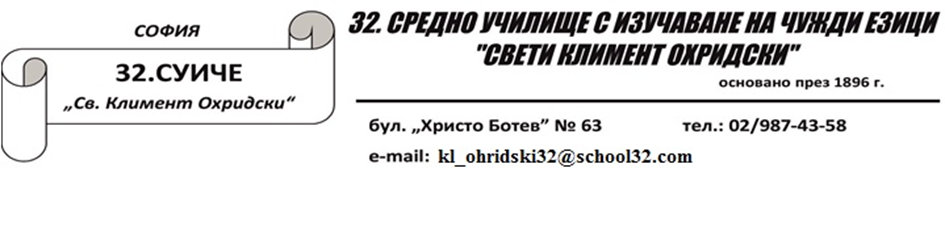 СОФИЯ
32.СУИЧЕ
„Св. Климент Охридски“
32. СРЕДНО УЧИЛИЩЕ С ИЗУЧАВАНЕ НА ЧУЖДИ ЕЗИЦИ
"СВЕТИ КЛИМЕНТ ОХРИДСКИ"
основано през 1896 г.
бул. „Христо Ботев” № 63 тел.: 02/987-43-58
e-mail: kl_ohridski32@school32.com